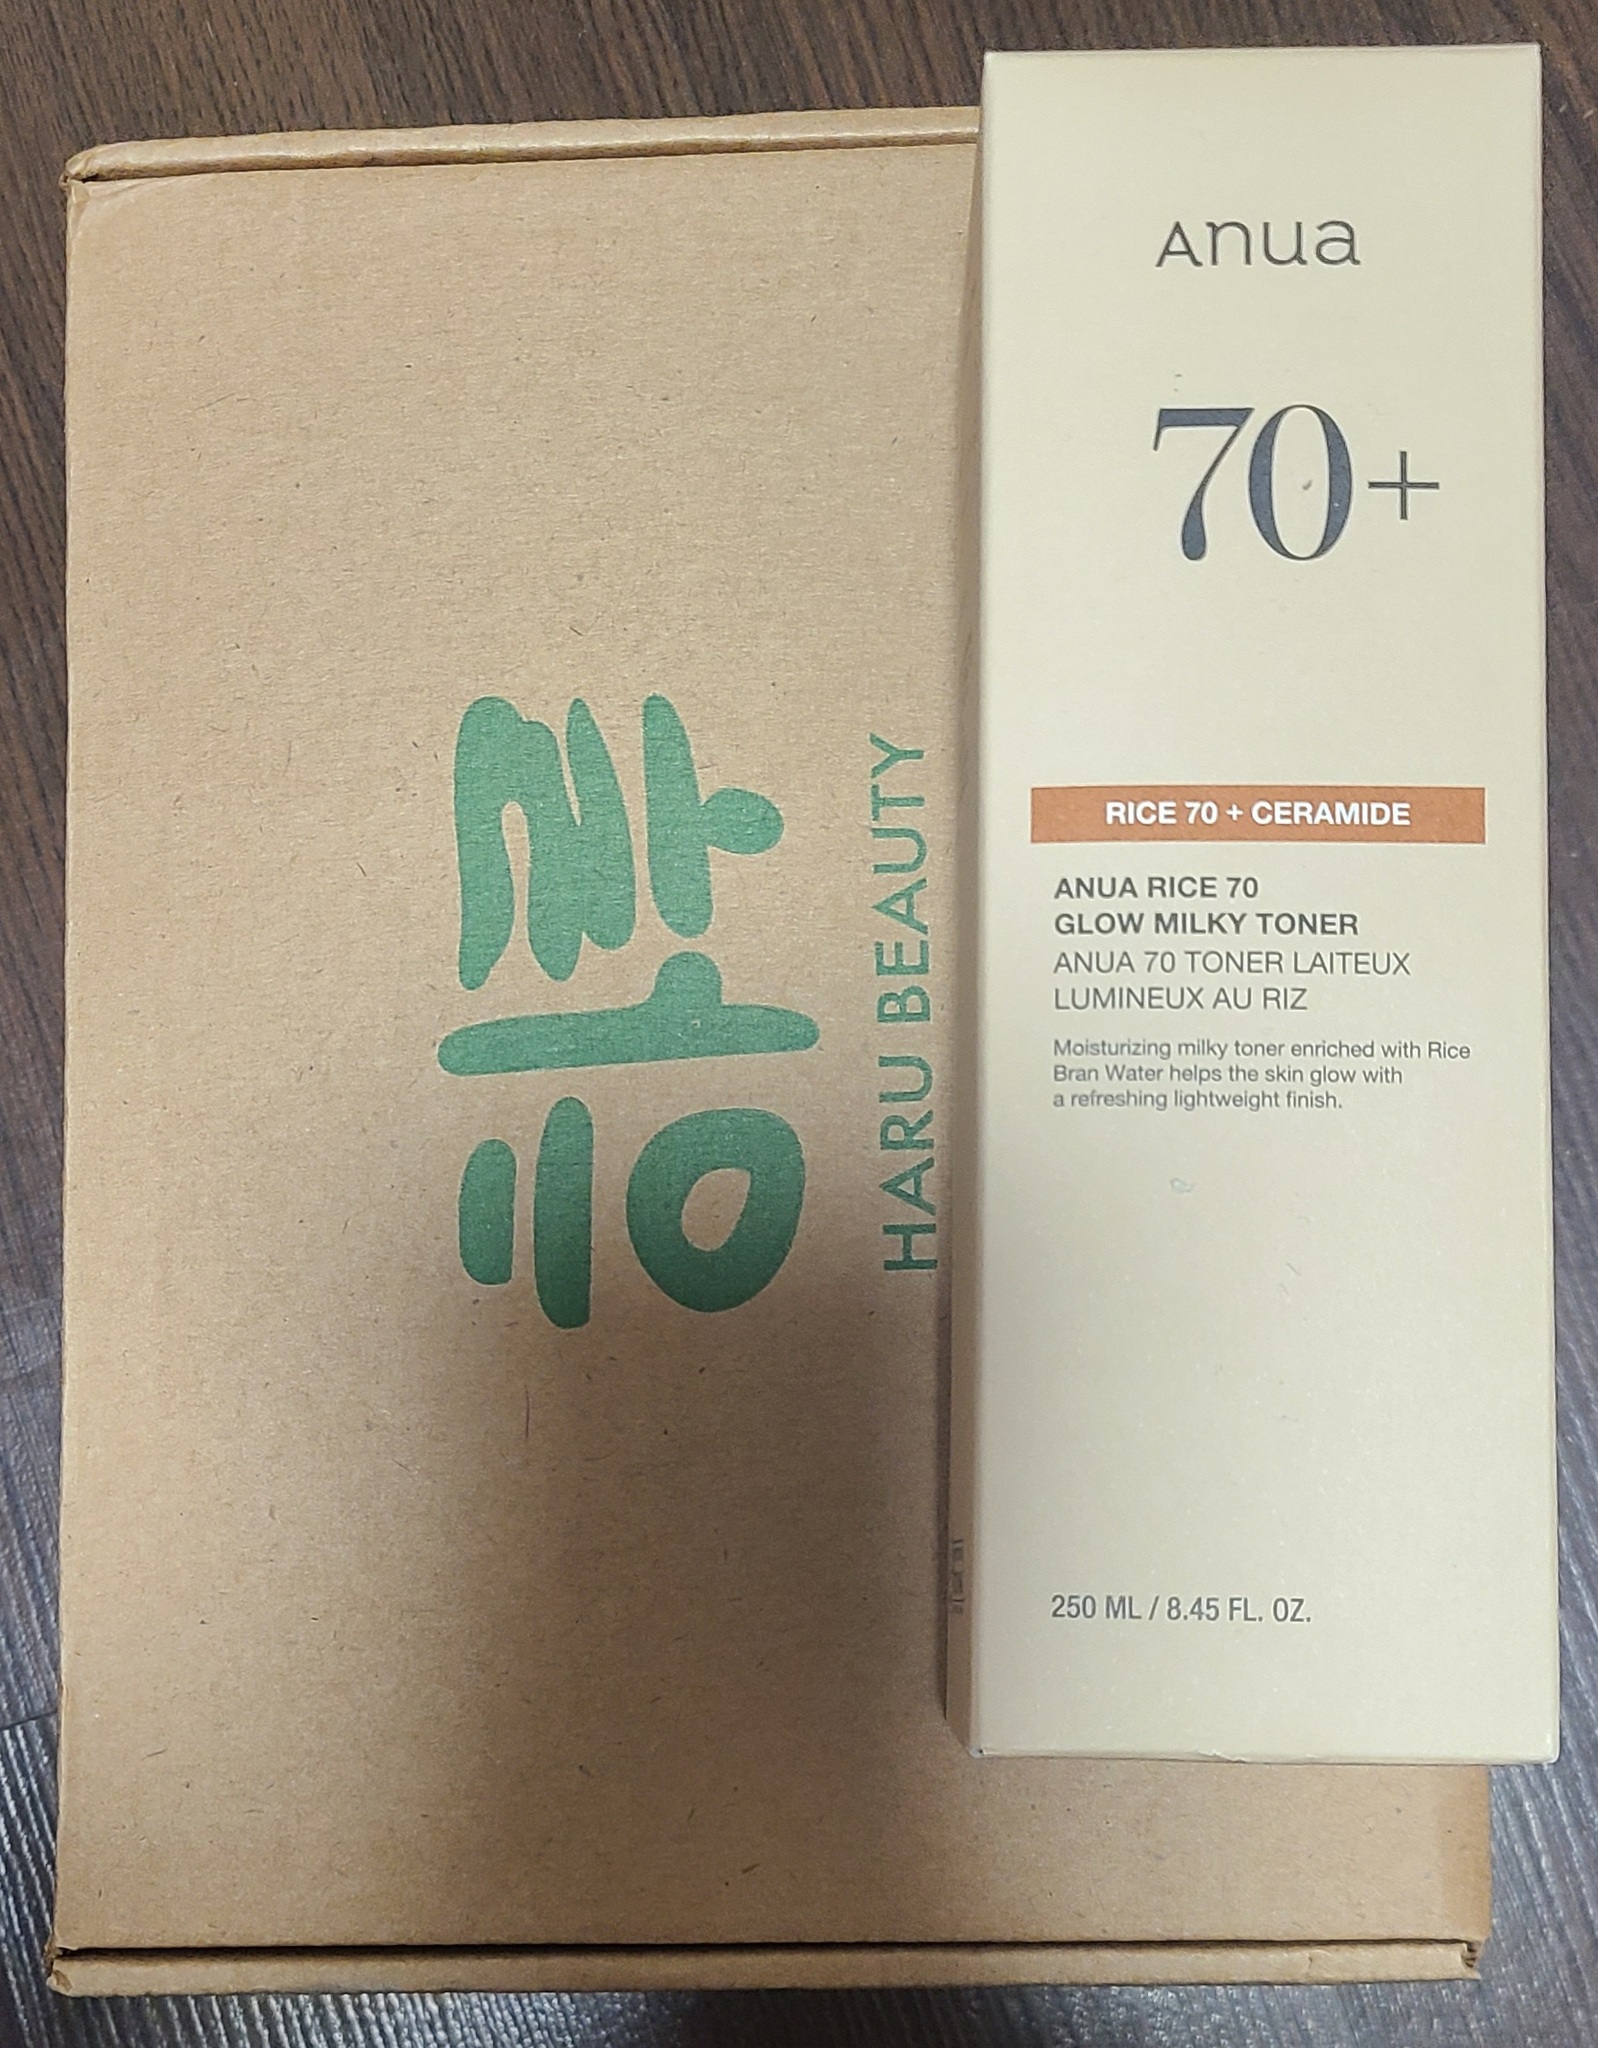 하루
HARU BEAUTY
Anua
70+
RICE 70 + CERAMIDE
ANUA RICE 70
GLOW MILKY TONER
ANUA 70 TONER LAITEUX
LUMINEUX AU RIZ
Moisturizing milky toner enriched with Rice
Bran Water helps the skin glow with
a refreshing lightweight finish.
250 ML / 8.45 FL. OZ.